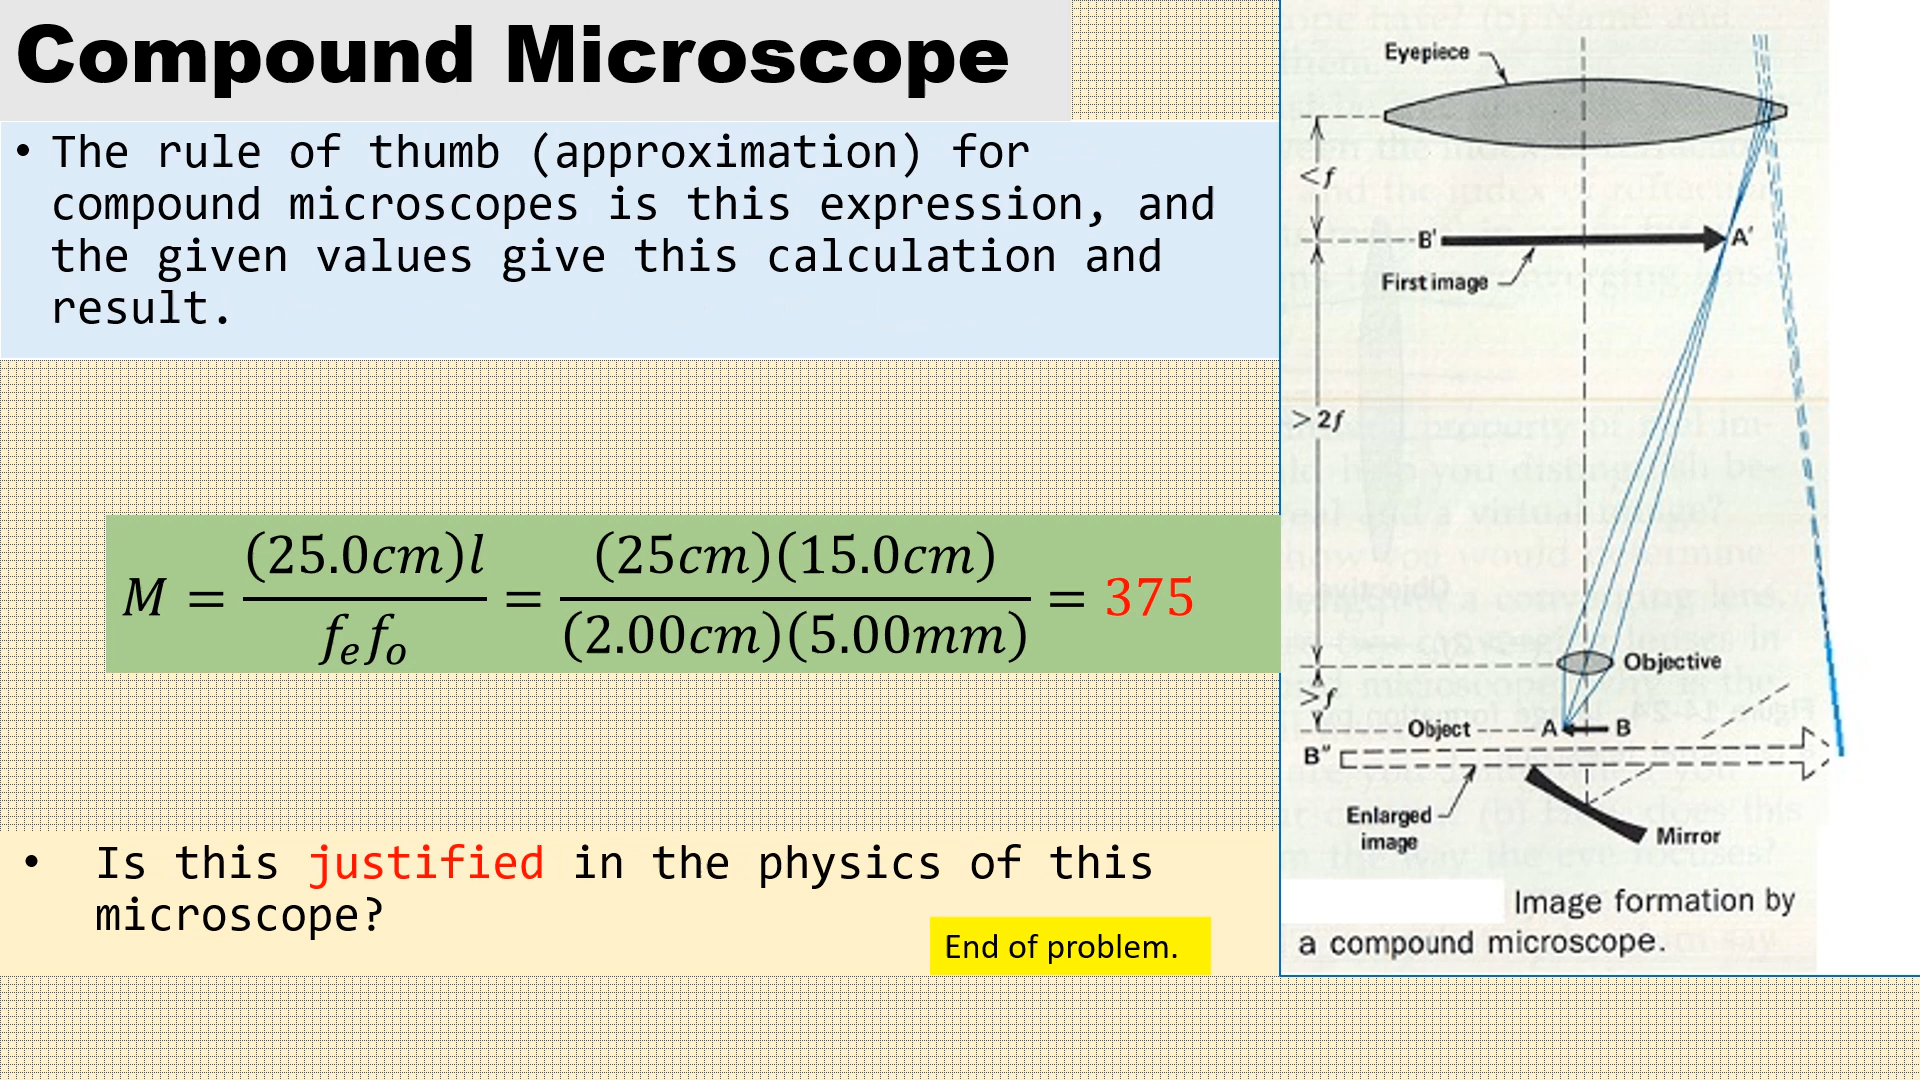 Compound Microscope
• The rule of thumb (approximation) for
compound microscopes is this expression, and
the given values give this calculation and
result.
M = (25.0cm)l / f_e f_o = (25cm)(15.0cm) / (2.00cm)(5.00mm) = 375
• Is this justified in the physics of this
microscope?
End of problem.
Eyepiece
<f
B' A'
First image
>2f
Objective
>f
Object A B
B"
Enlarged
image
Mirror
Image formation by
a compound microscope.